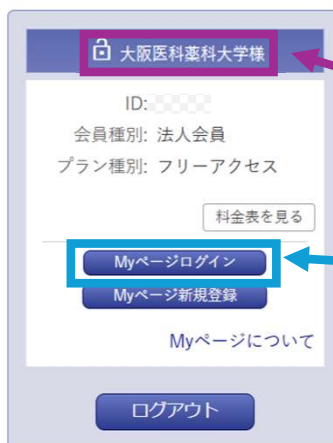 大阪医科薬科大学様
ID:
会員種別: 法人会員
プラン種別: フリーアクセス
料金表を見る
Myページログイン
Myページ新規登録
Myページについて
ログアウト